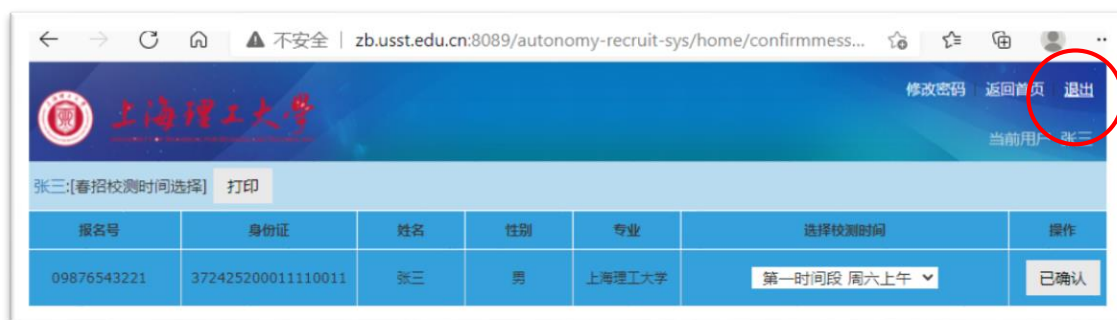 不安全 | zb.usst.edu.cn:8089/autonomy-recruit-sys/home/confirmmess...
修改密码 返回首页 退出
上海理工大学
当前用户 张三
张三:[春招校测时间选择] 打印
报名号 身份证 姓名 性别 专业 选择校测时间 操作
09876543221 372425200011110011 张三 男 上海理工大学 第一时间段 周六上午 已确认